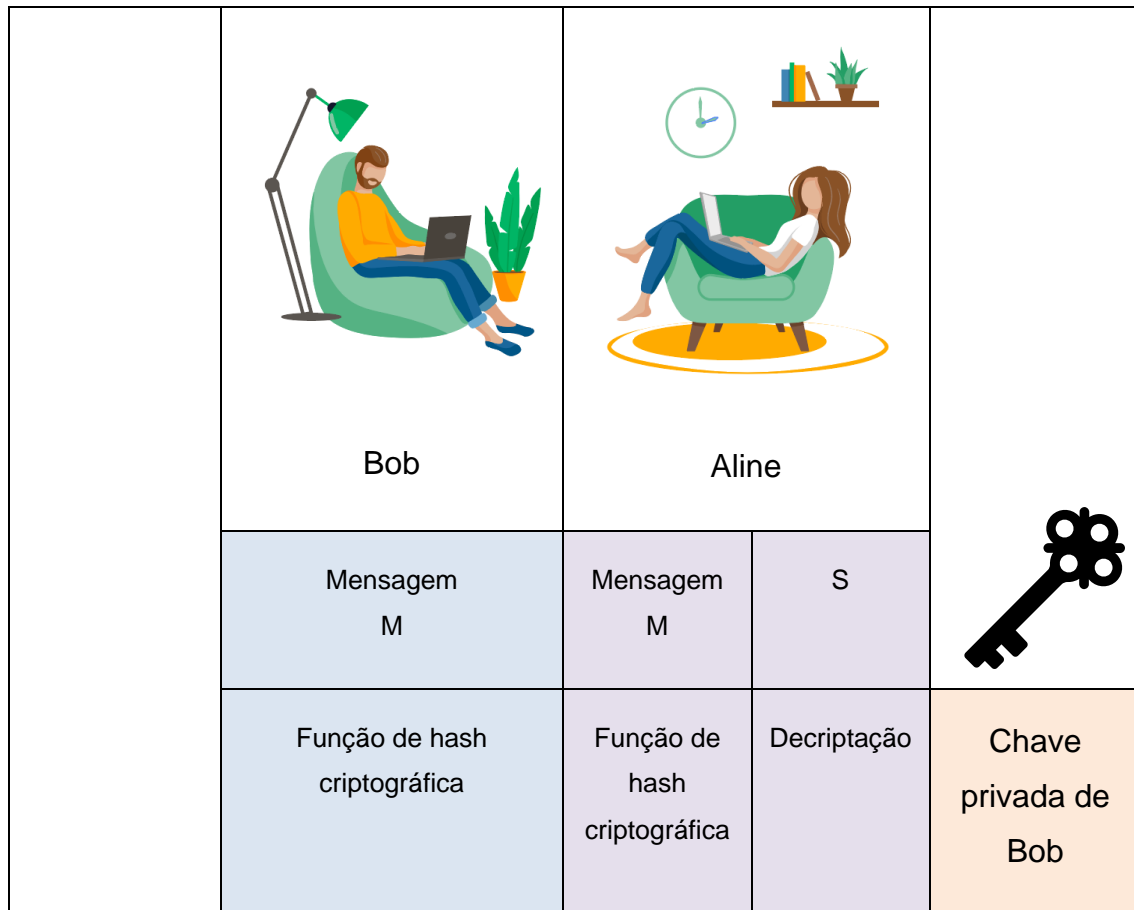 Bob
Aline
Mensagem
M
Mensagem
M
S
Função de hash
criptográfica
Função de
hash
criptográfica
Decriptação
Chave
privada de
Bob